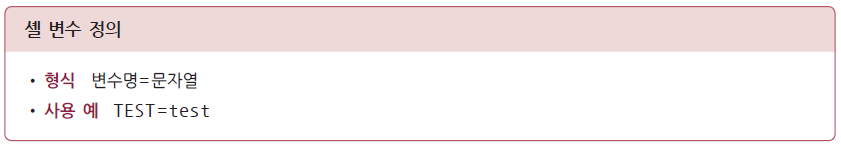 셸 변수 정의
• 형식 변수명=문자열
• 사용 예 TEST=test